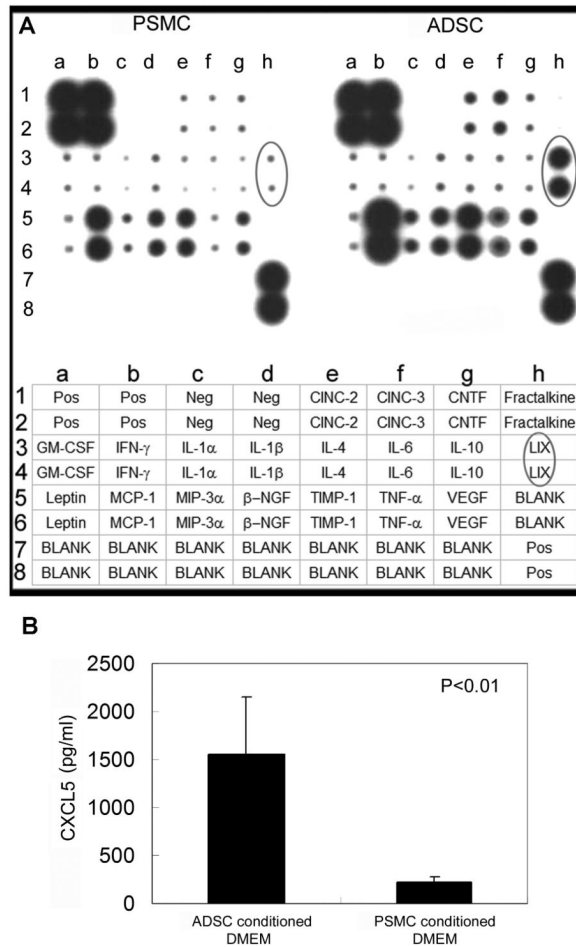 A PSMC ADSC
a b c d e f g h a b c d e f g h
1
2
3
4
5
6
7
8
a b c d e f g h
1 Pos Pos Neg Neg CINC-2 CINC-3 CNTF Fractalkine
2 Pos Pos Neg Neg CINC-2 CINC-3 CNTF Fractalkine
3 GM-CSF IFN-γ IL-1α IL-1β IL-4 IL-6 IL-10 LIX
4 GM-CSF IFN-γ IL-1α IL-1β IL-4 IL-6 IL-10 LIX
5 Leptin MCP-1 MIP-3α β–NGF TIMP-1 TNF-α VEGF BLANK
6 Leptin MCP-1 MIP-3α β–NGF TIMP-1 TNF-α VEGF BLANK
7 BLANK BLANK BLANK BLANK BLANK BLANK BLANK Pos
8 BLANK BLANK BLANK BLANK BLANK BLANK BLANK Pos
B
P<0.01
CXCL5 (pg/ml)
2500
2000
1500
1000
500
0
ADSC conditioned DMEM
PSMC conditioned DMEM